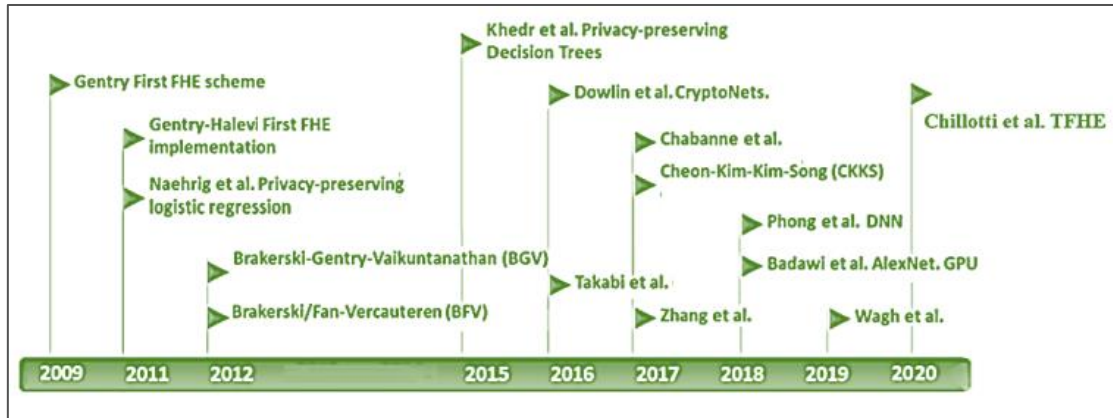 Khedr et al. Privacy-preserving
Decision Trees
Gentry First FHE scheme
Dowlin et al. CryptoNets.
Chillotti et al. TFHE
Gentry-Halevi First FHE
implementation
Chabanne et al.
Cheon-Kim-Kim-Song (CKKS)
Naehrig et al. Privacy-preserving
logistic regression
Phong et al. DNN
Brakerski-Gentry-Vaikuntanathan (BGV)
Badawi et al. AlexNet. GPU
Takabi et al.
Brakerski/Fan-Vercauteren (BFV)
Zhang et al.
Wagh et al.
2009 2011 2012 2015 2016 2017 2018 2019 2020